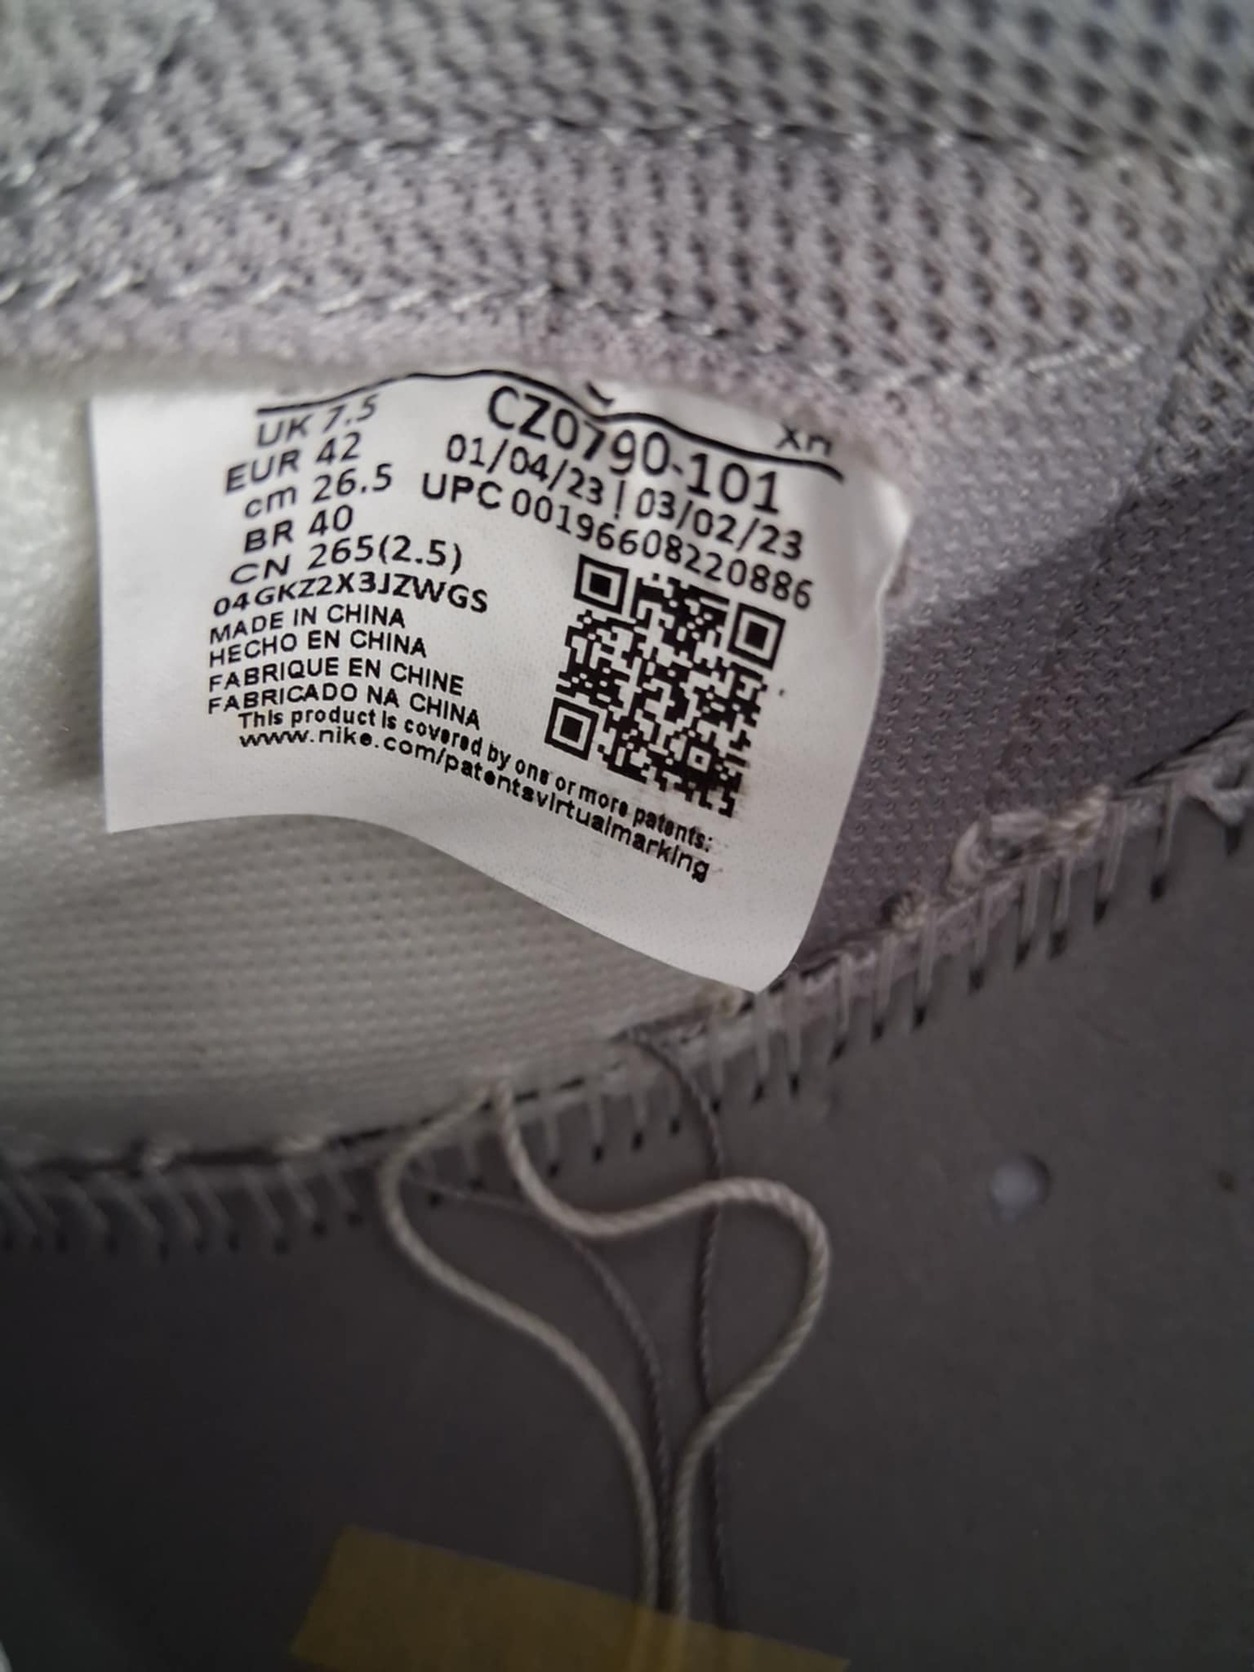 UK 7.5
EUR 42
cm 26.5
BR 40
CN 265(2.5)
04GKZ2X3JZWGS
MADE IN CHINA
HECHO EN CHINA
FABRIQUE EN CHINE
FABRICADO NA CHINA
This product is covered by one or more patents:
www.nike.com/patentsvirtualmarking
CZ0790-101
01/04/23 | 03/02/23
UPC 00196608220886